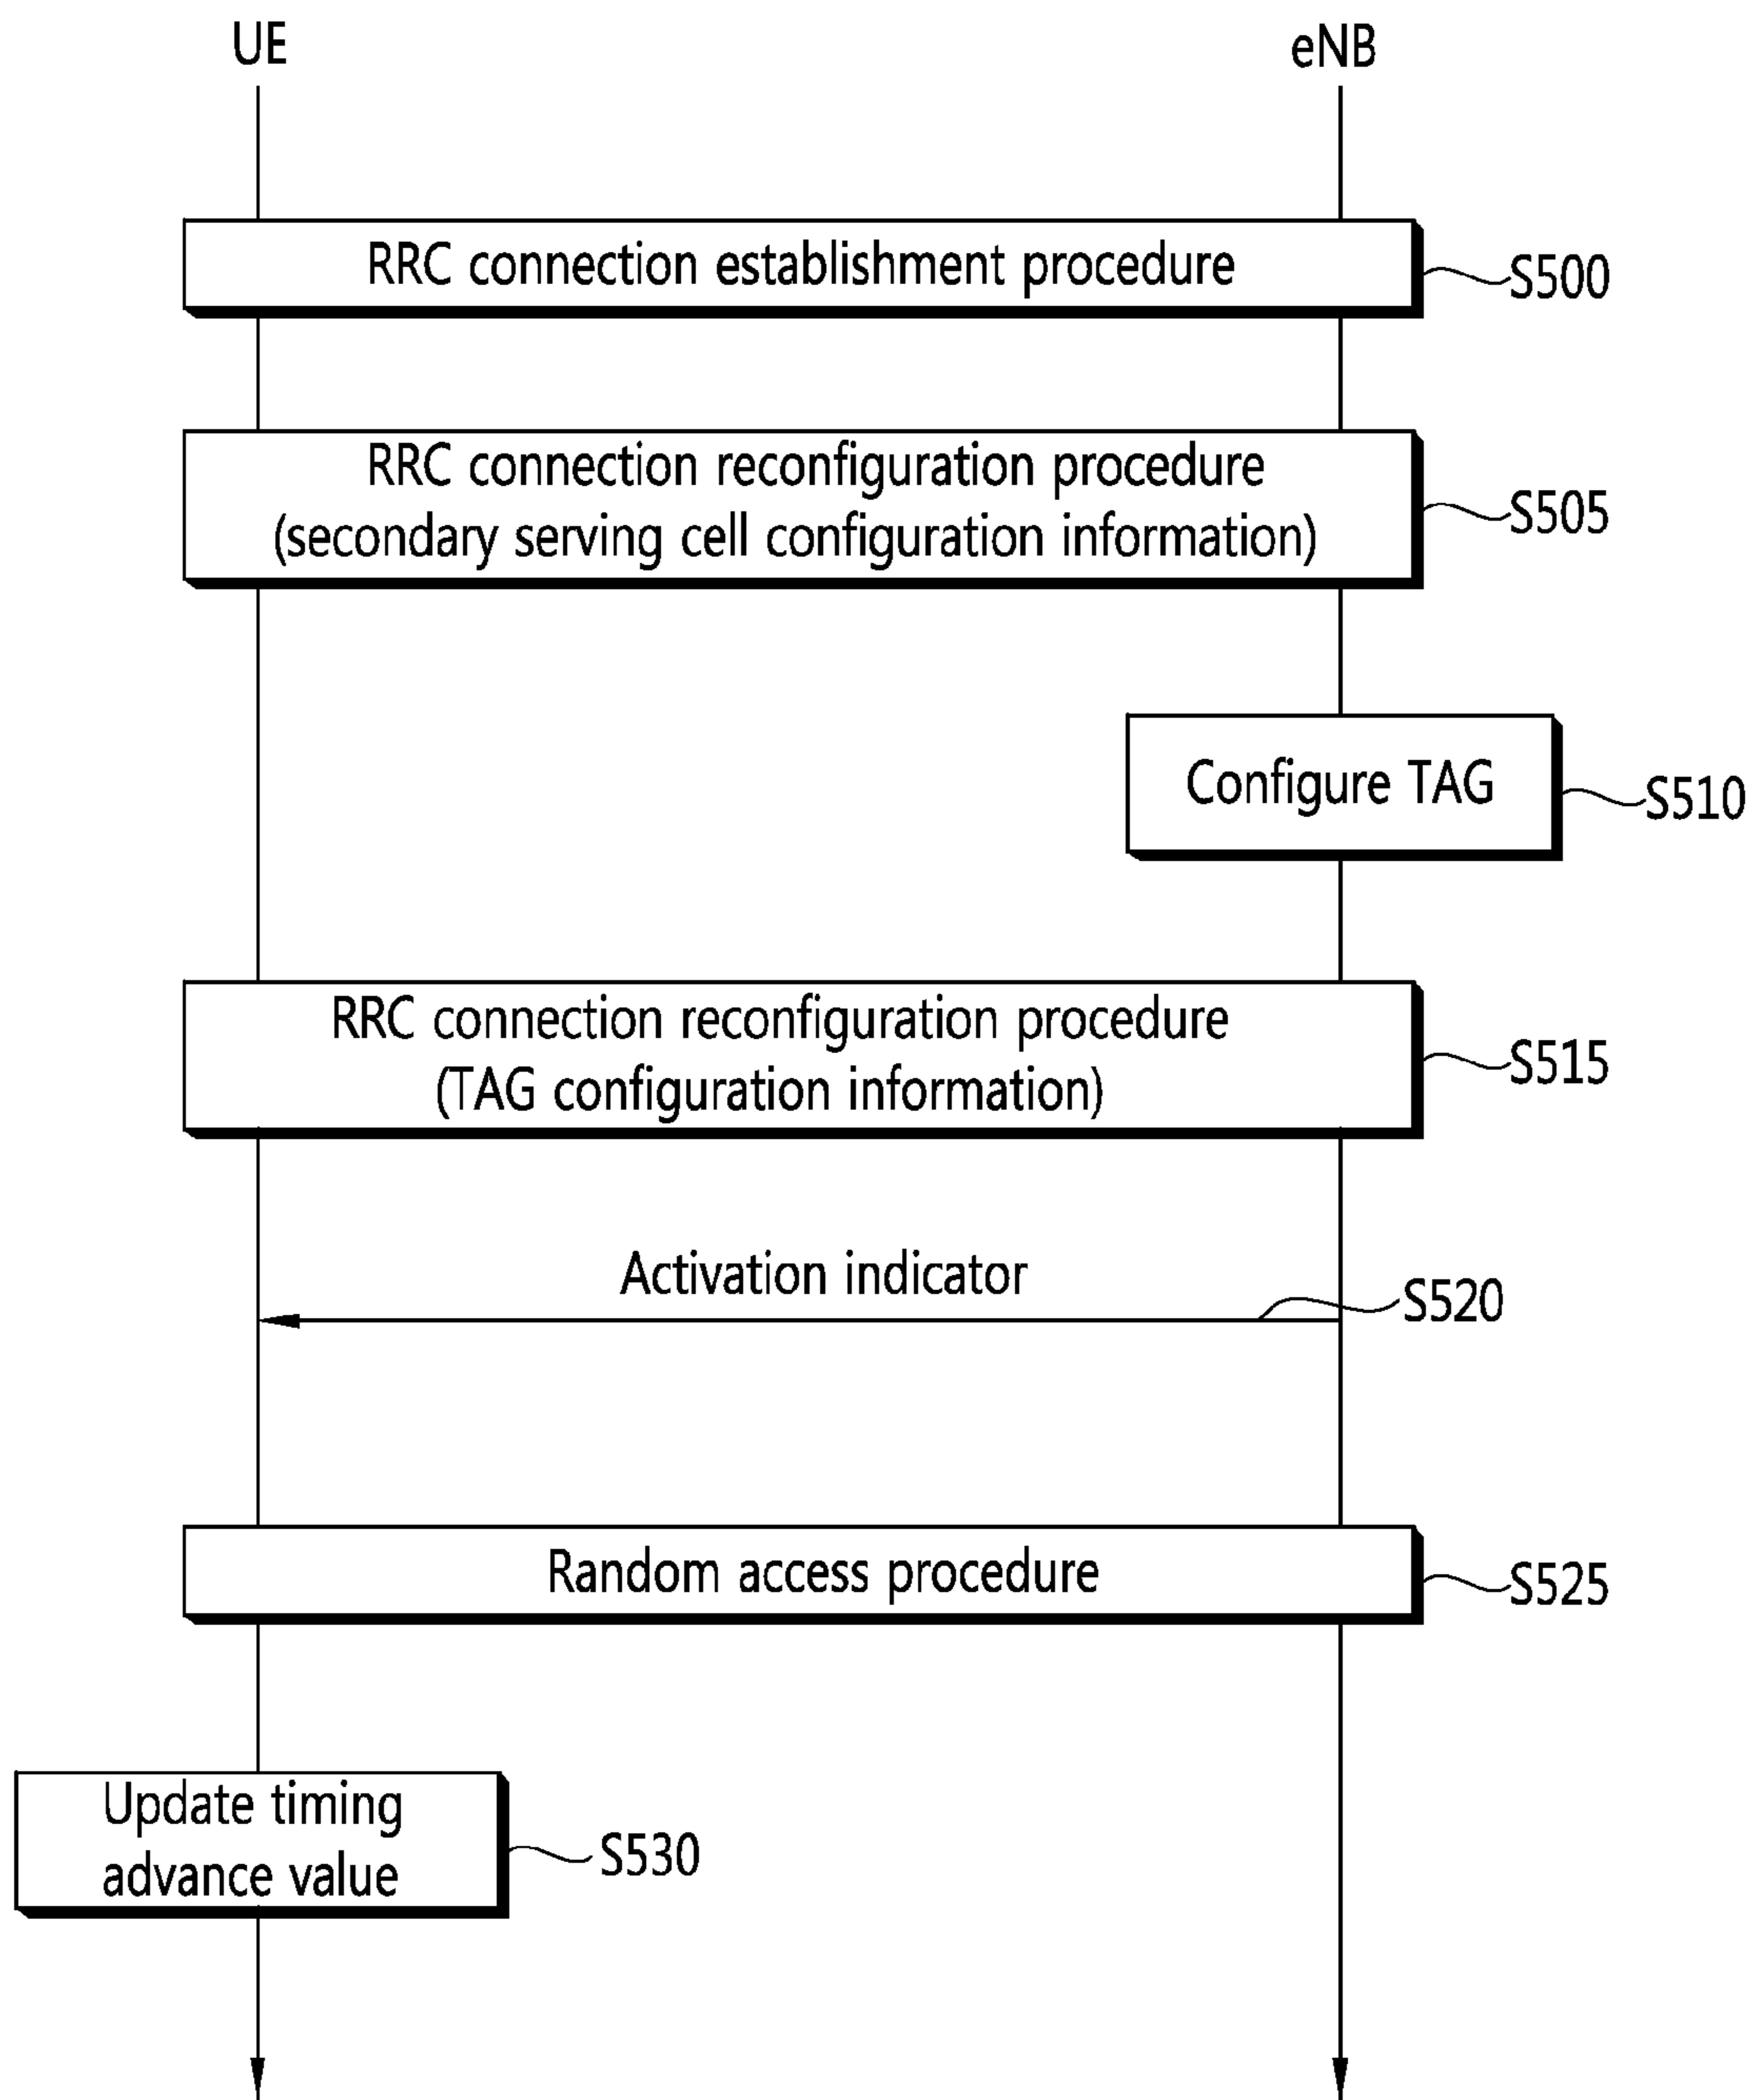 UE
eNB
RRC connection establishment procedure
S500
RRC connection reconfiguration procedure
(secondary serving cell configuration information)
S505
Configure TAG
S510
RRC connection reconfiguration procedure
(TAG configuration information)
S515
Activation indicator
S520
Random access procedure
S525
Update timing
advance value
S530